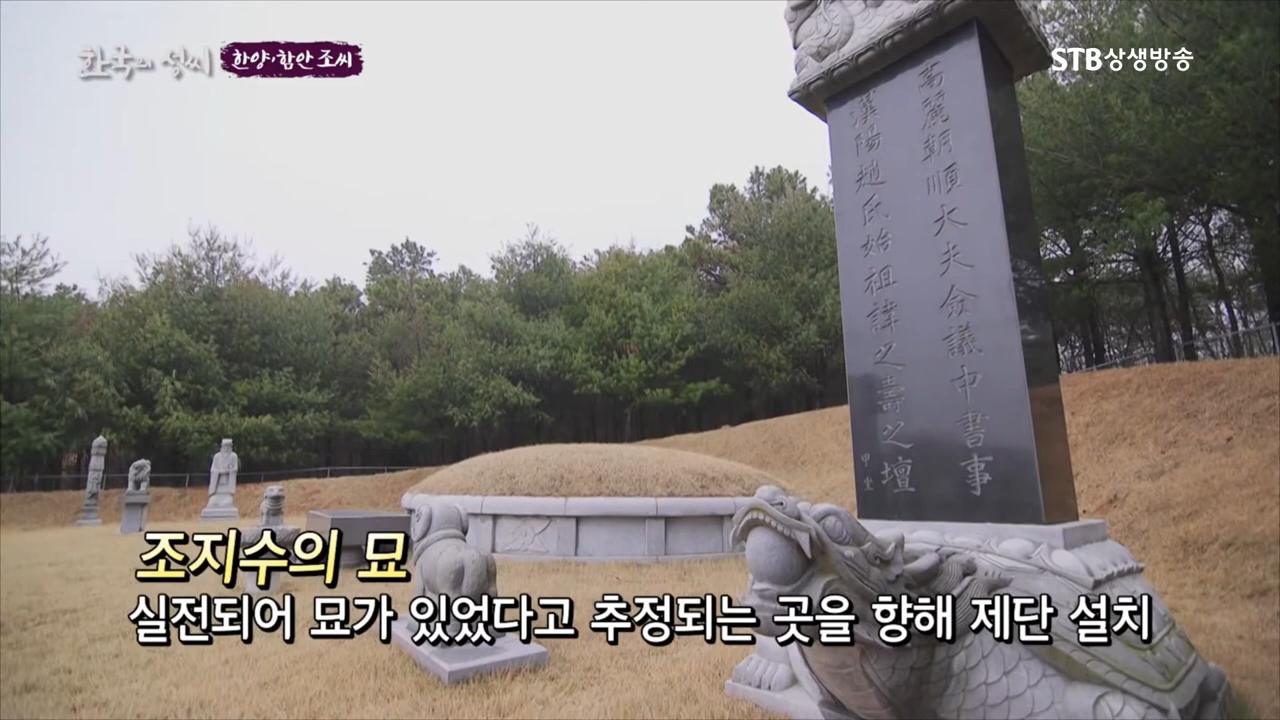 한국의 성씨
한양·함안 조씨
STB상생방송
高麗朝順大夫僉議中書事
漢陽趙氏始祖諱之壽之壇
甲坐
조지수의 묘
실전되어 묘가 있었다고 추정되는 곳을 향해 제단 설치